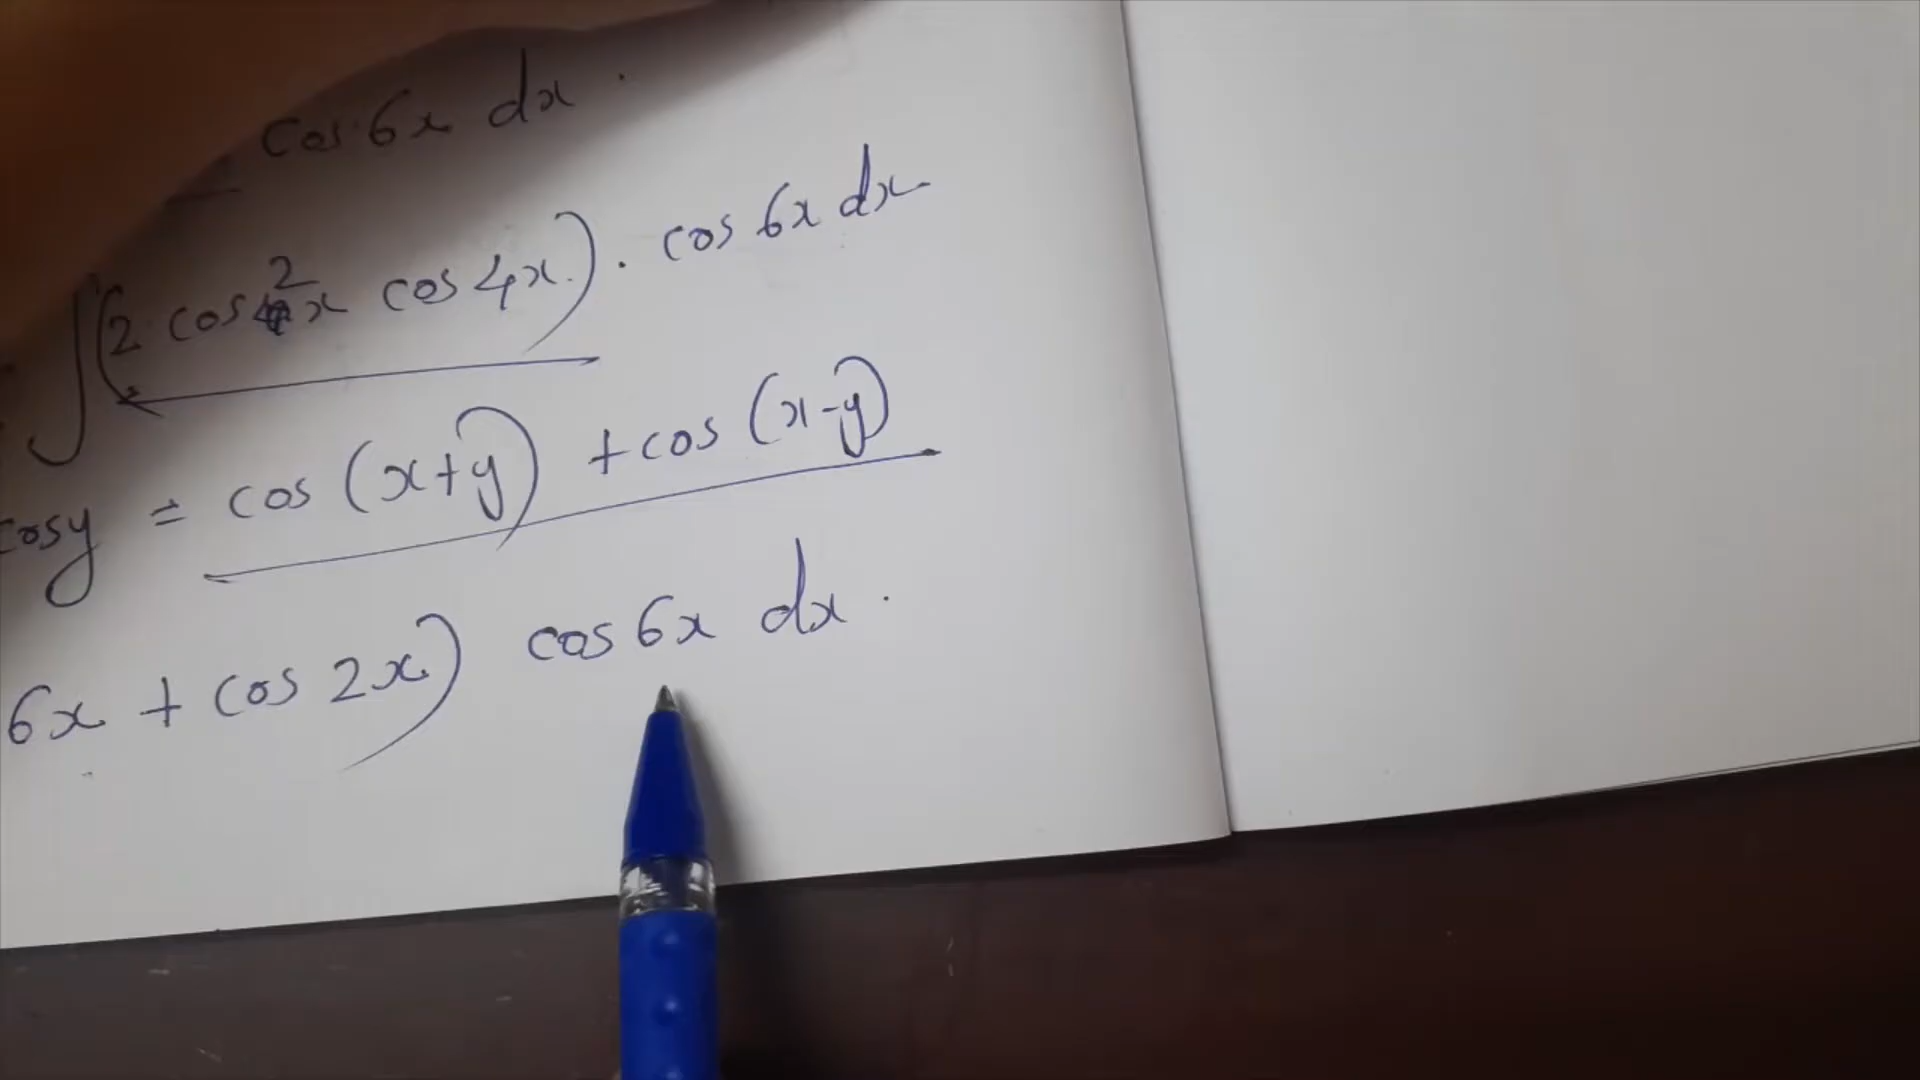 cos 6x dx .
∫(2 cos 2x cos 4x) . cos 6x dx
cosy = cos (x+y) + cos (x-y)
6x + cos 2x) cos 6x dx .